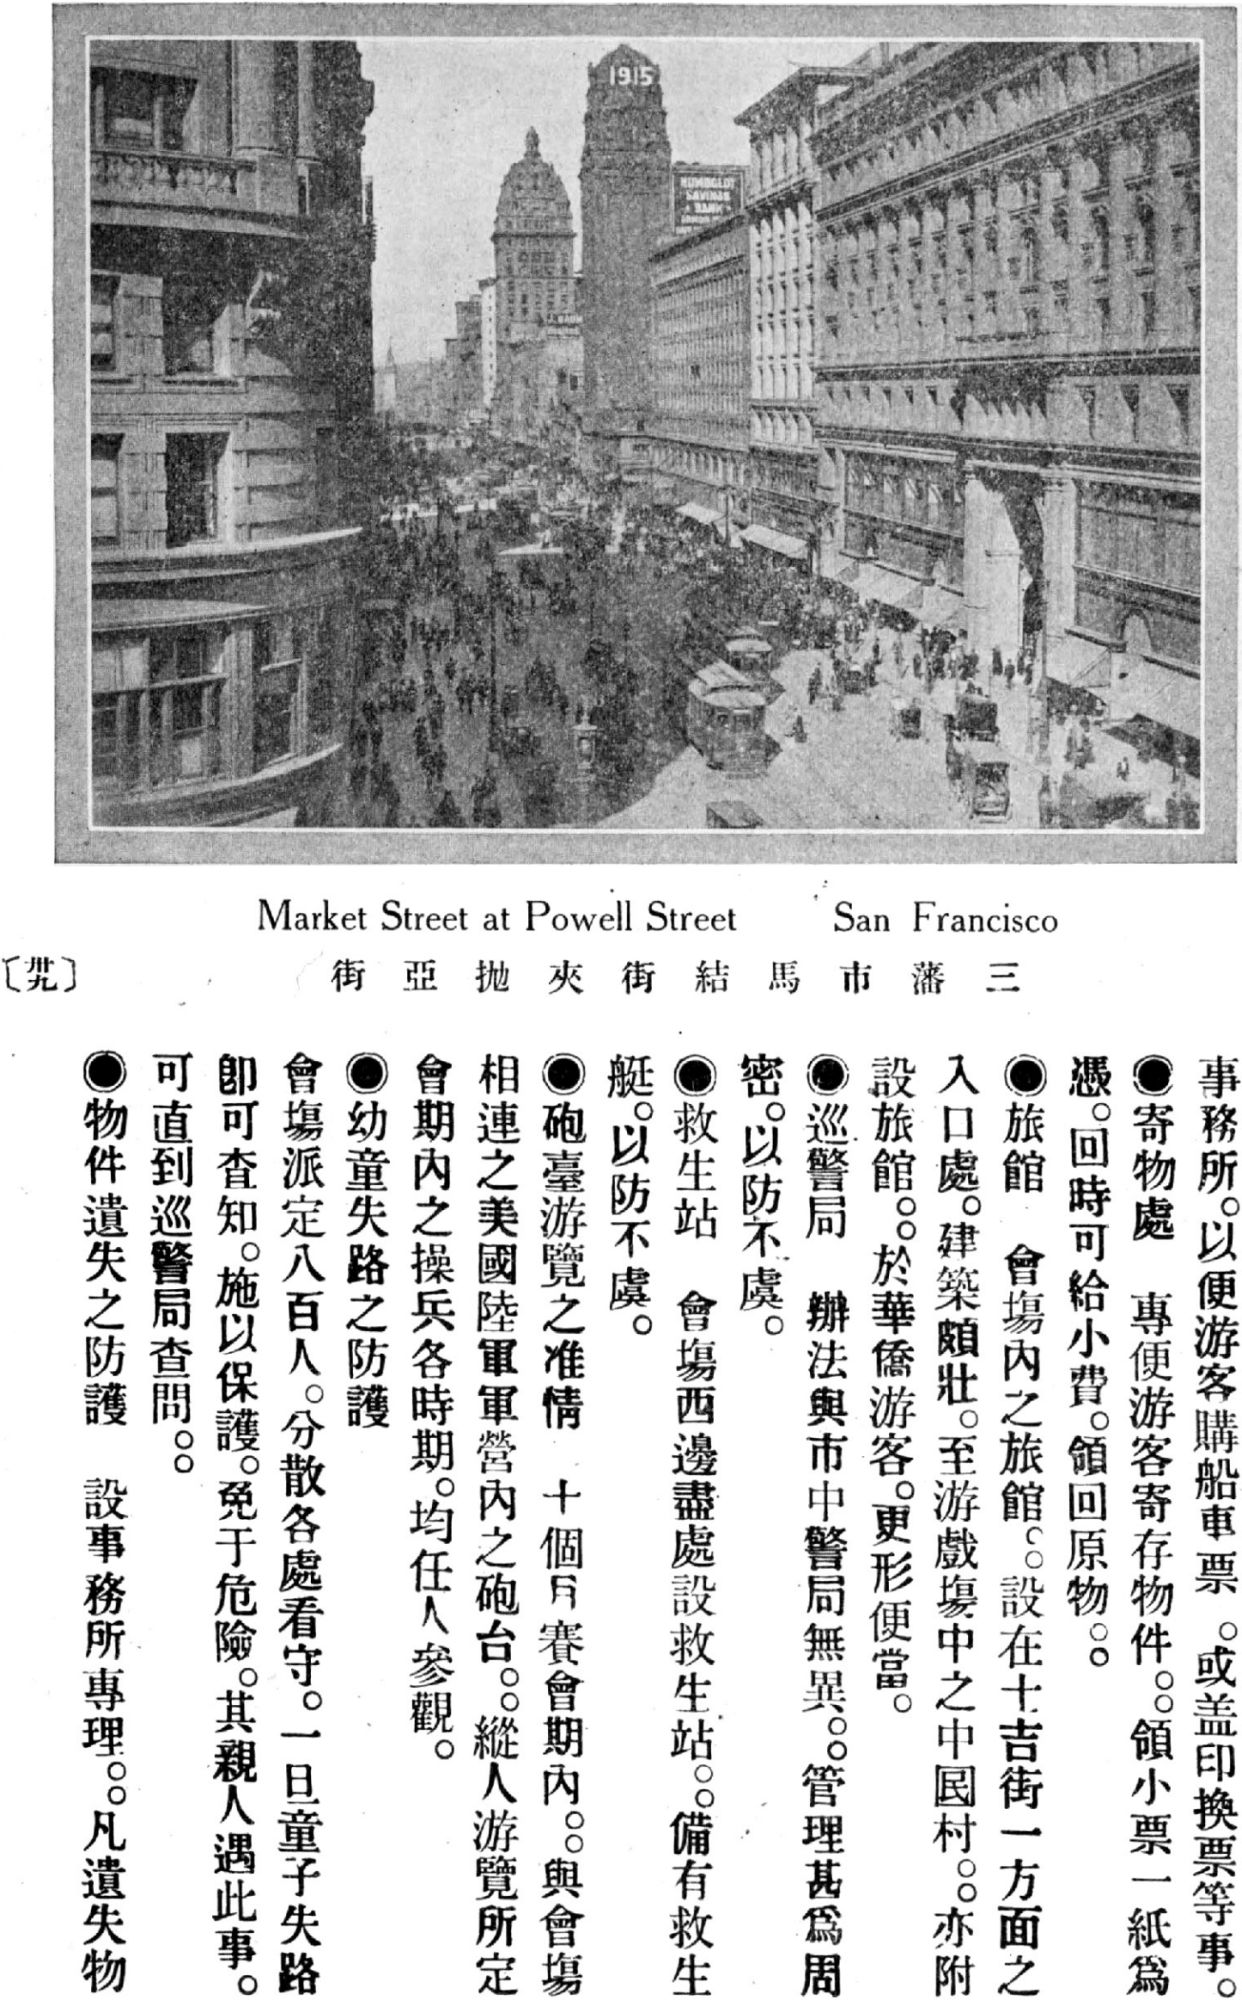 1915
HUMBOLDT
SAVINGS
BANK
Market Street at Powell Street San Francisco
三藩市馬結街夾抛亞街
〔卅九〕
事務所。以便游客購船車票。或盖印換票等事。
◉寄物處 專便游客寄存物件。。領小票一紙爲
憑。回時可給小費。領回原物。。
◉旅館 會塲內之旅館。。設在士吉街一方面之
入口處。建築頗壯。至游戲塲中之中國村。。亦附
設旅館。。於華僑游客。更形便當。
◉巡警局 辦法與市中警局無異。。管理甚爲周
密。以防不虞。
◉救生站 會塲西邊盡處設救生站。。備有救生
艇。以防不虞。
◉砲臺游覽之准情 十個月賽會期內。。與會塲
相連之美國陸軍軍營內之砲台。。縱人游覽所定
會期內之操兵各時期。均任人參觀。
◉幼童失路之防護
會塲派定八百人。分散各處看守。一日童子失路
卽可查知。施以保護。免于危險。其親人遇此事。
可直到巡警局查問。。
◉物件遺失之防護 設事務所專理。。凡遺失物